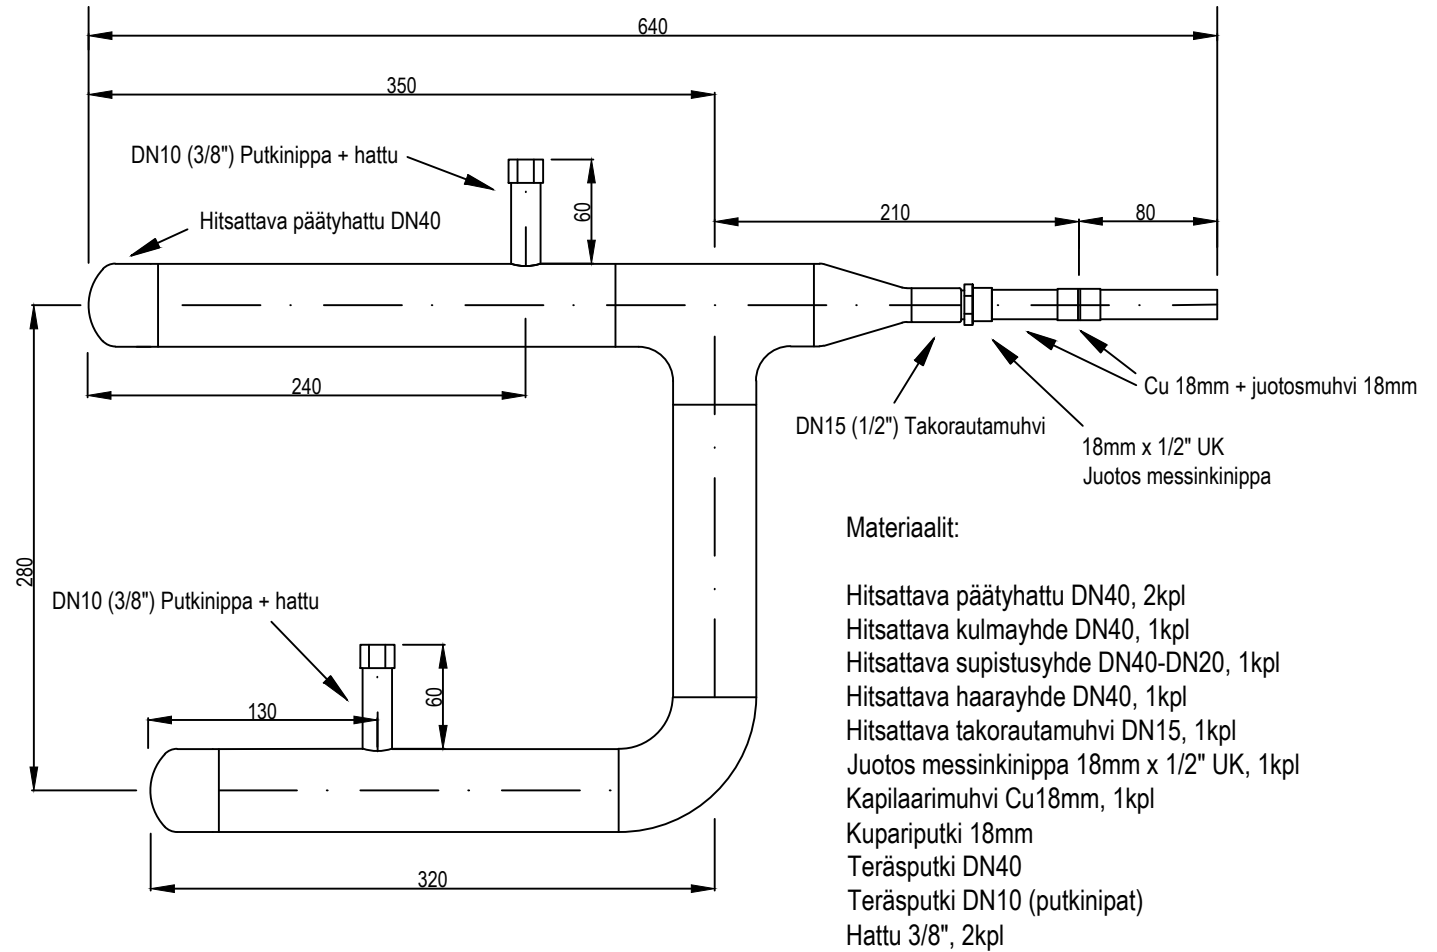 640
350
DN10 (3/8") Putkinippa + hattu
60
210
80
Hitsattava päätyhattu DN40
240
Cu 18mm + juotosmuhvi 18mm
DN15 (1/2") Takorautamuhvi
18mm x 1/2" UK
Juotos messinkinippa
280
DN10 (3/8") Putkinippa + hattu
60
130
320
Materiaalit:
Hitsattava päätyhattu DN40, 2kpl
Hitsattava kulmayhde DN40, 1kpl
Hitsattava supistusyhde DN40-DN20, 1kpl
Hitsattava haarayhde DN40, 1kpl
Hitsattava takorautamuhvi DN15, 1kpl
Juotos messinkinippa 18mm x 1/2" UK, 1kpl
Kapilaarimuhvi Cu18mm, 1kpl
Kupariputki 18mm
Teräsputki DN40
Teräsputki DN10 (putkinipat)
Hattu 3/8", 2kpl